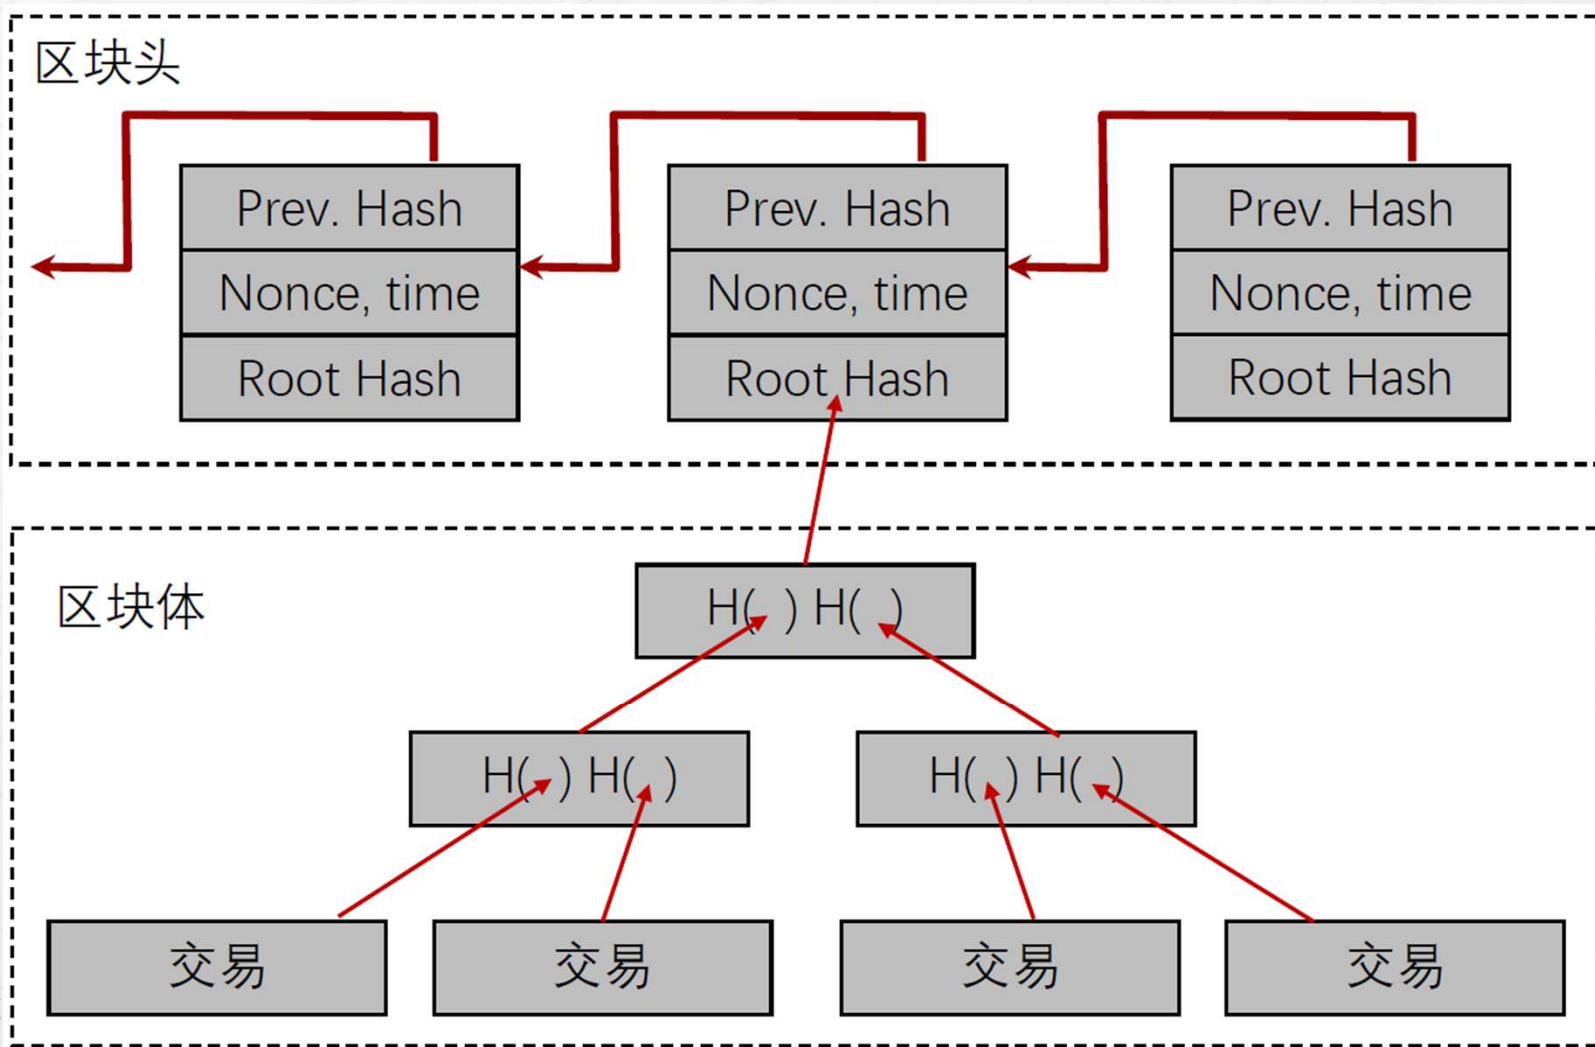 区块头
Prev. Hash
Prev. Hash
Prev. Hash
Nonce, time
Nonce, time
Nonce, time
Root Hash
Root Hash
Root Hash
区块体
H( ) H( )
H( ) H( )
H( ) H( )
交易
交易
交易
交易